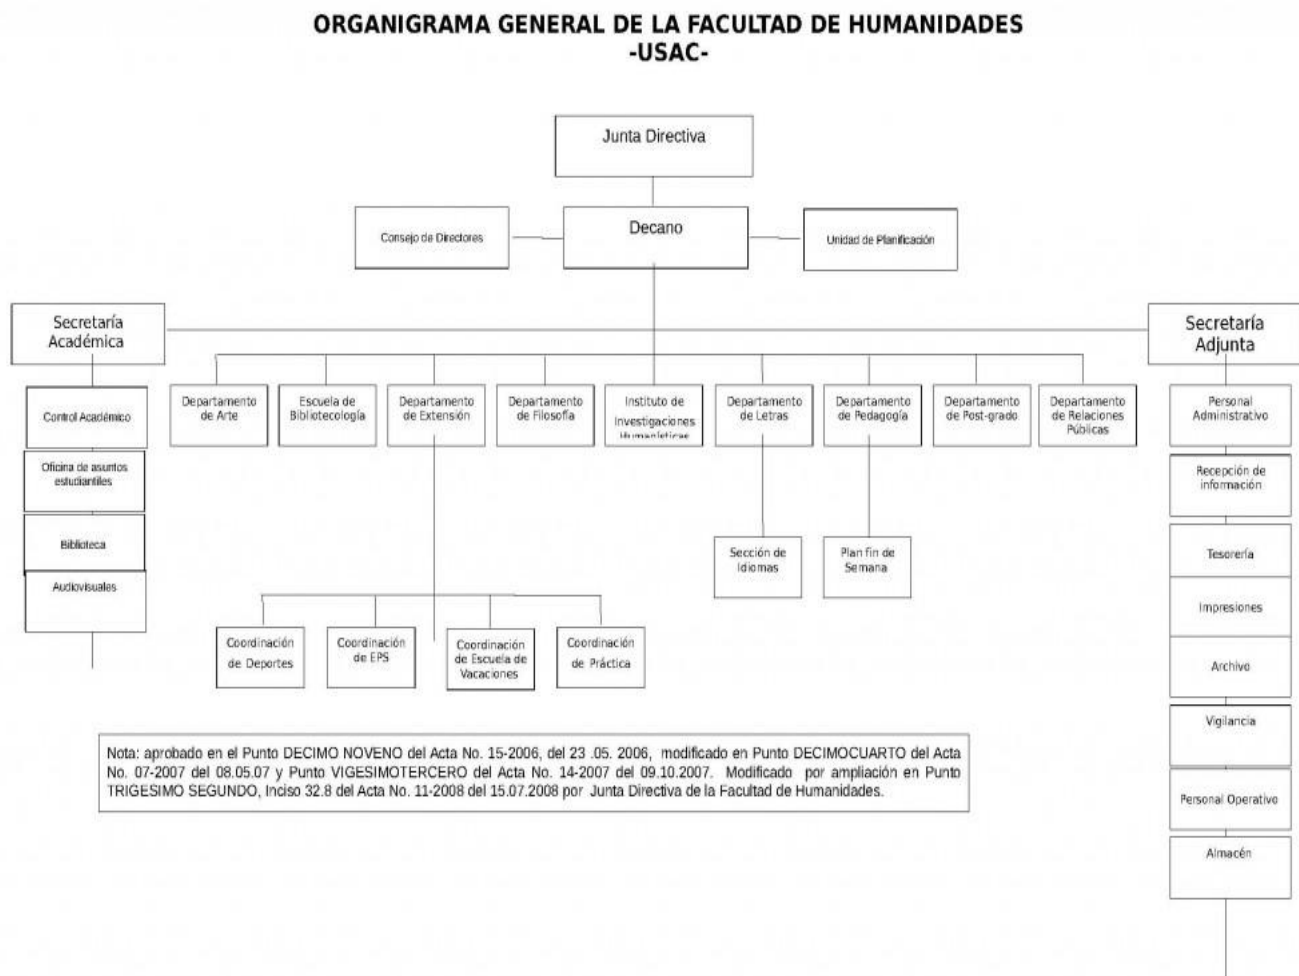 ORGANIGRAMA GENERAL DE LA FACULTAD DE HUMANIDADES
-USAC-
Junta Directiva
Consejo de Directores
Decano
Unidad de Planificación
Secretaría
Académica
Secretaría
Adjunta
Control Académico
Oficina de asuntos
estudiantiles
Biblioteca
Audiovisuales
Departamento
de Arte
Escuela de
Bibliotecología
Departamento
de Extensión
Departamento
de Filosofía
Instituto
de
Investigaciones
Humanísticas
Departamento
de Letras
Departamento
de Pedagogía
Departamento
de Post-grado
Departamento
de Relaciones
Públicas
Sección de
Idiomas
Plan fin de
Semana
Coordinación
de Deportes
Coordinación
de EPS
Coordinación
de Escuela de
Vacaciones
Coordinación
de Práctica
Personal
Administrativo
Recepción de
información
Tesorería
Impresiones
Archivo
Vigilancia
Personal Operativo
Almacén
Nota: aprobado en el Punto DECIMO NOVENO del Acta No. 15-2006, del 23 .05. 2006, modificado en Punto DECIMOCUARTO del Acta
No. 07-2007 del 08.05.07 y Punto VIGESIMOTERCERO del Acta No. 14-2007 del 09.10.2007. Modificado por ampliación en Punto
TRIGESIMO SEGUNDO, Inciso 32.8 del Acta No. 11-2008 del 15.07.2008 por Junta Directiva de la Facultad de Humanidades.